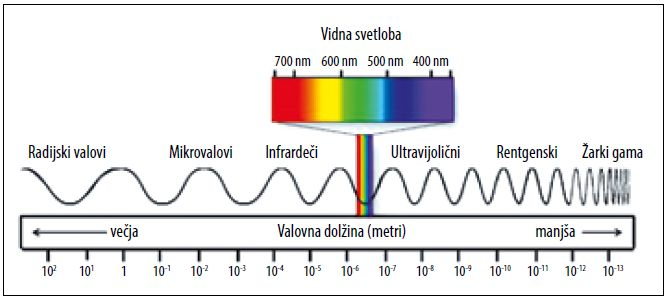 Vidna svetloba
700 nm 600 nm 500 nm 400 nm
Radijski valovi Mikrovalovi Infrardeči Ultravijolični Rentgenski Žarki gama
večja Valovna dolžina (metri) manjša
10² 10¹ 1 10⁻¹ 10⁻² 10⁻³ 10⁻⁴ 10⁻⁵ 10⁻⁶ 10⁻⁷ 10⁻⁸ 10⁻⁹ 10⁻¹⁰ 10⁻¹¹ 10⁻¹² 10⁻¹³